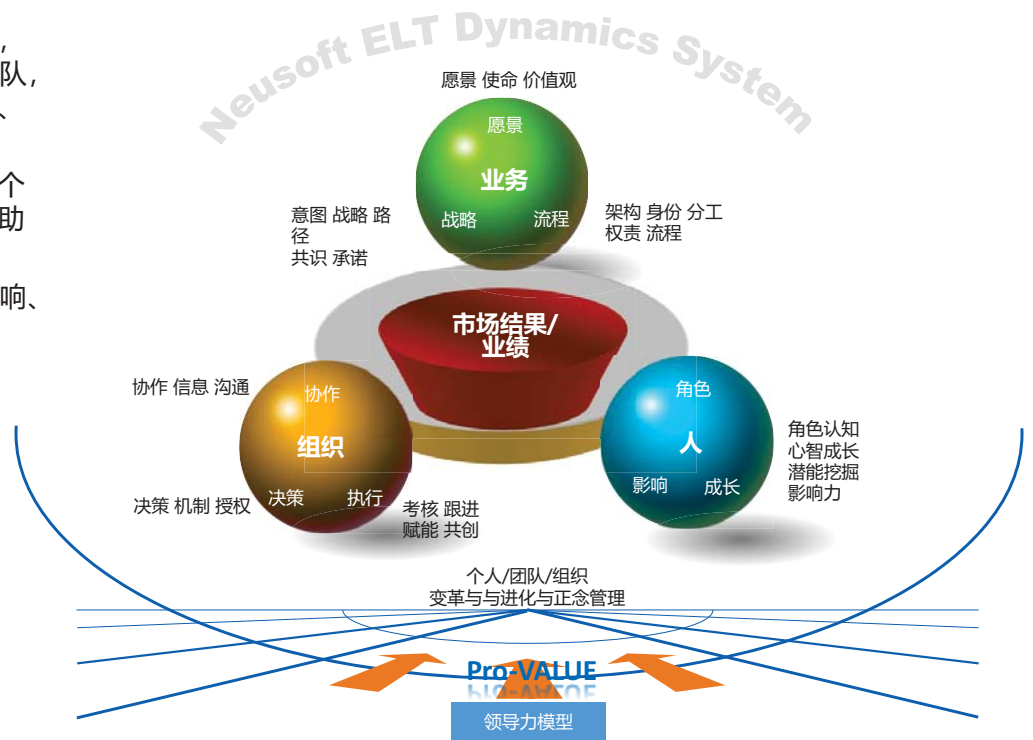 ，
队，
、
个
助
响、
Neusoft ELT Dynamics System
愿景 使命 价值观
愿景
业务
战略 流程
意图 战略 路
径
共识 承诺
架构 身份 分工
权责 流程
市场结果/
业绩
协作 信息 沟通
协作
组织
决策 执行
决策 机制 授权
考核 跟进
赋能 共创
角色
人
影响 成长
角色认知
心智成长
潜能挖掘
影响力
个人/团队/组织
变革与与进化与正念管理
Pro-VALUE
领导力模型